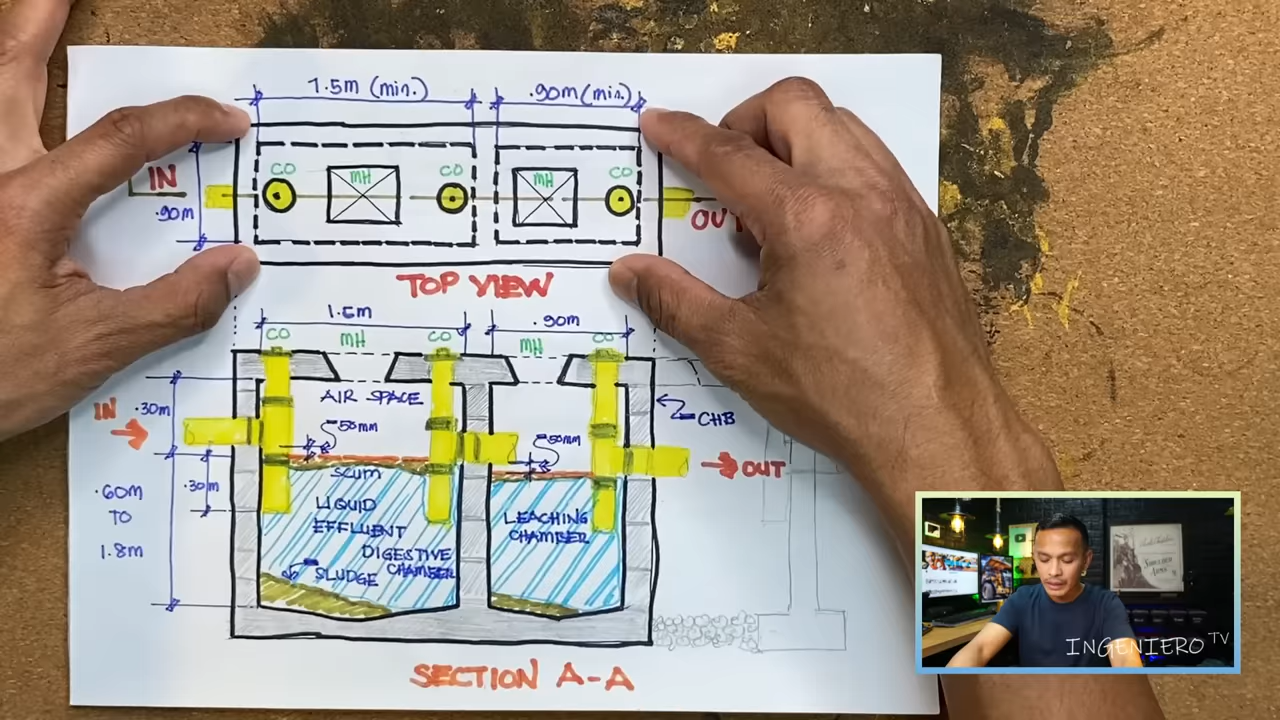 1.5m (min.)
.90m (min.)
IN
.90m
CO
MH
CO
MH
CO
OUT
TOP VIEW
1.5m
.90m
CO
MH
CO
MH
CO
IN
.30m
AIR SPACE
50mm
50mm
CHB
SCUM
OUT
.60m
TO
1.8m
.30m
LIQUID
EFFLUENT
DIGESTIVE
CHAMBER
SLUDGE
LEACHING
CHAMBER
SECTION A-A
INGENIERO TV